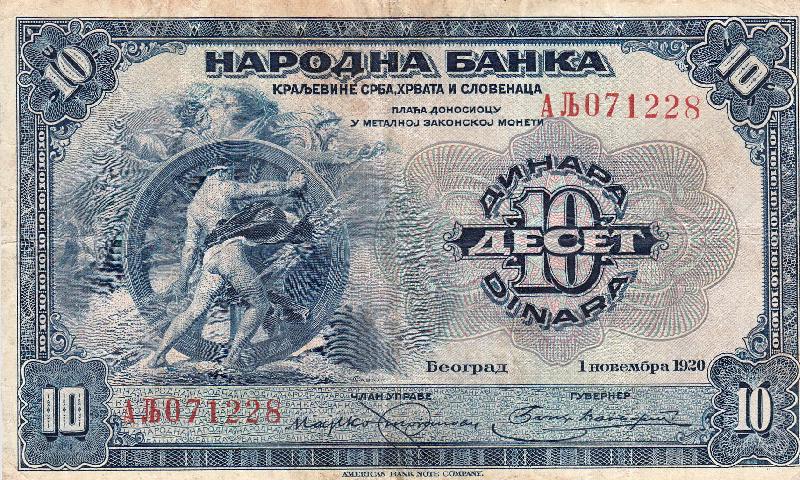 10 10
НАРОДНА БАНКА
КРАЉЕВИНЕ СРБА, ХРВАТА И СЛОВЕНАЦА
ПЛАЋА ДОНОСИОЦУ
У МЕТАЛНОЈ ЗАКОНСКОЈ МОНЕТИ
АЉ071228
ДИНАРА
10
ДЕСЕТ
DINARA
Београд 1 новембра 1920
ЧЛАН УПРАВЕ ГУВЕРНЕР
10 АЉ071228 10
AMERICAN BANK NOTE COMPANY.